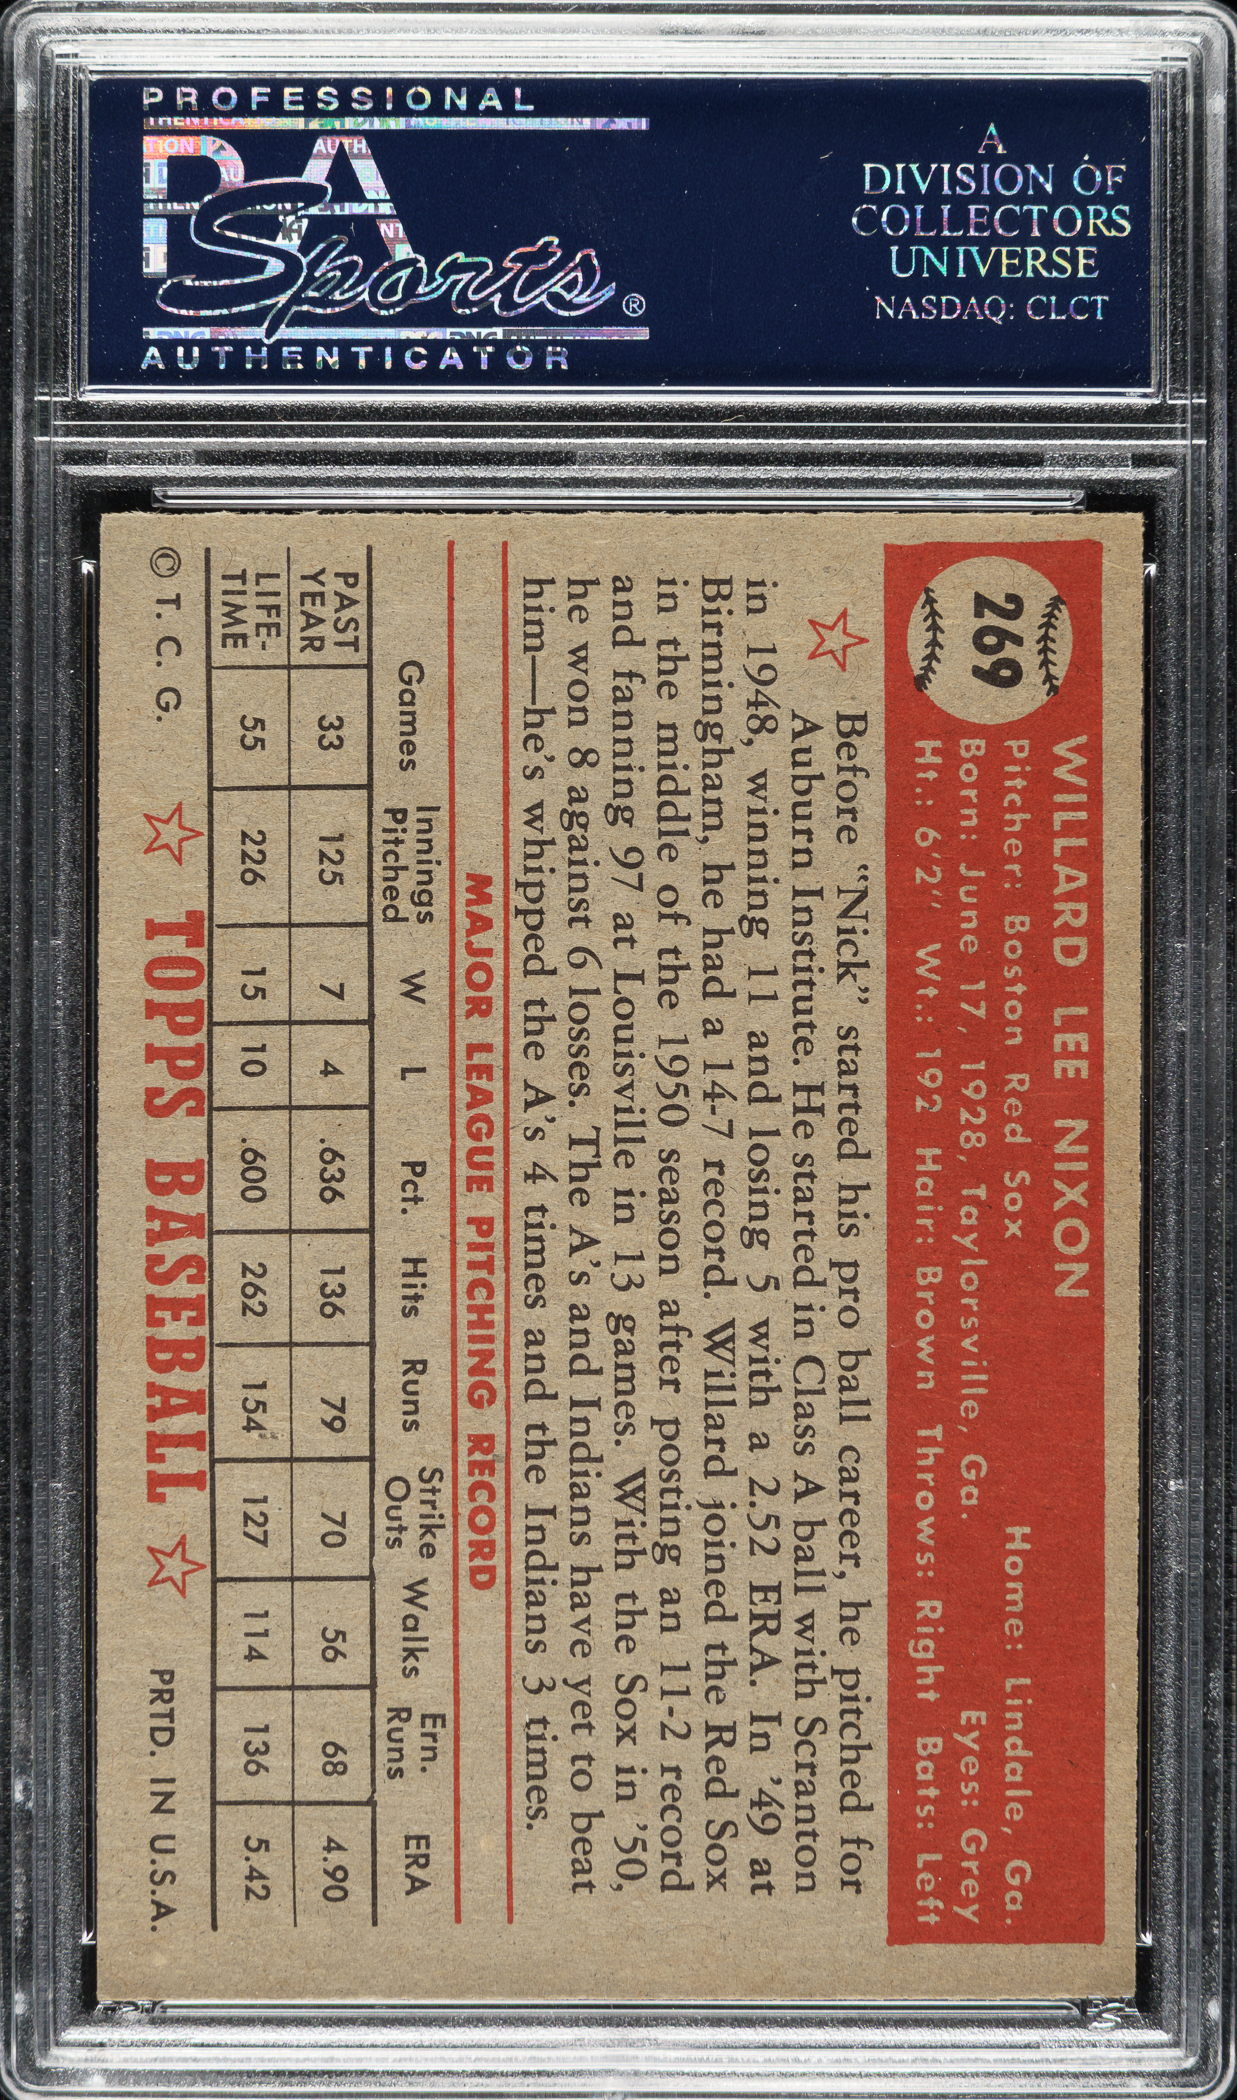 PROFESSIONAL
PSA
Sports®
AUTHENTICATOR
A
DIVISION OF
COLLECTORS
UNIVERSE
NASDAQ: CLCT
269
WILLARD LEE NIXON
Pitcher: Boston Red Sox Home: Lindale, Ga.
Born: June 17, 1928, Taylorsville, Ga. Eyes: Grey
Ht.: 6'2" Wt.: 192 Hair: Brown Throws: Right Bats: Left
Before "Nick" started his pro ball career, he pitched for
Auburn Institute. He started in Class A ball with Scranton
in 1948, winning 11 and losing 5 with a 2.52 ERA. In '49 at
Birmingham, he had a 14-7 record. Willard joined the Red Sox
in the middle of the 1950 season after posting an 11-2 record
and fanning 97 at Louisville in 13 games. With the Sox in '50,
he won 8 against 6 losses. The A's and Indians have yet to beat
him—he's whipped the A's 4 times and the Indians 3 times.
MAJOR LEAGUE PITCHING RECORD
Games Innings Pitched W L Pct. Hits Runs Strike Outs Walks Ern. Runs ERA
PAST YEAR 33 125 7 4 .636 136 79 70 56 68 4.90
LIFE-TIME 55 226 15 10 .600 262 154 127 114 136 5.42
© T. C. G. TOPPS BASEBALL PRTD. IN U.S.A.